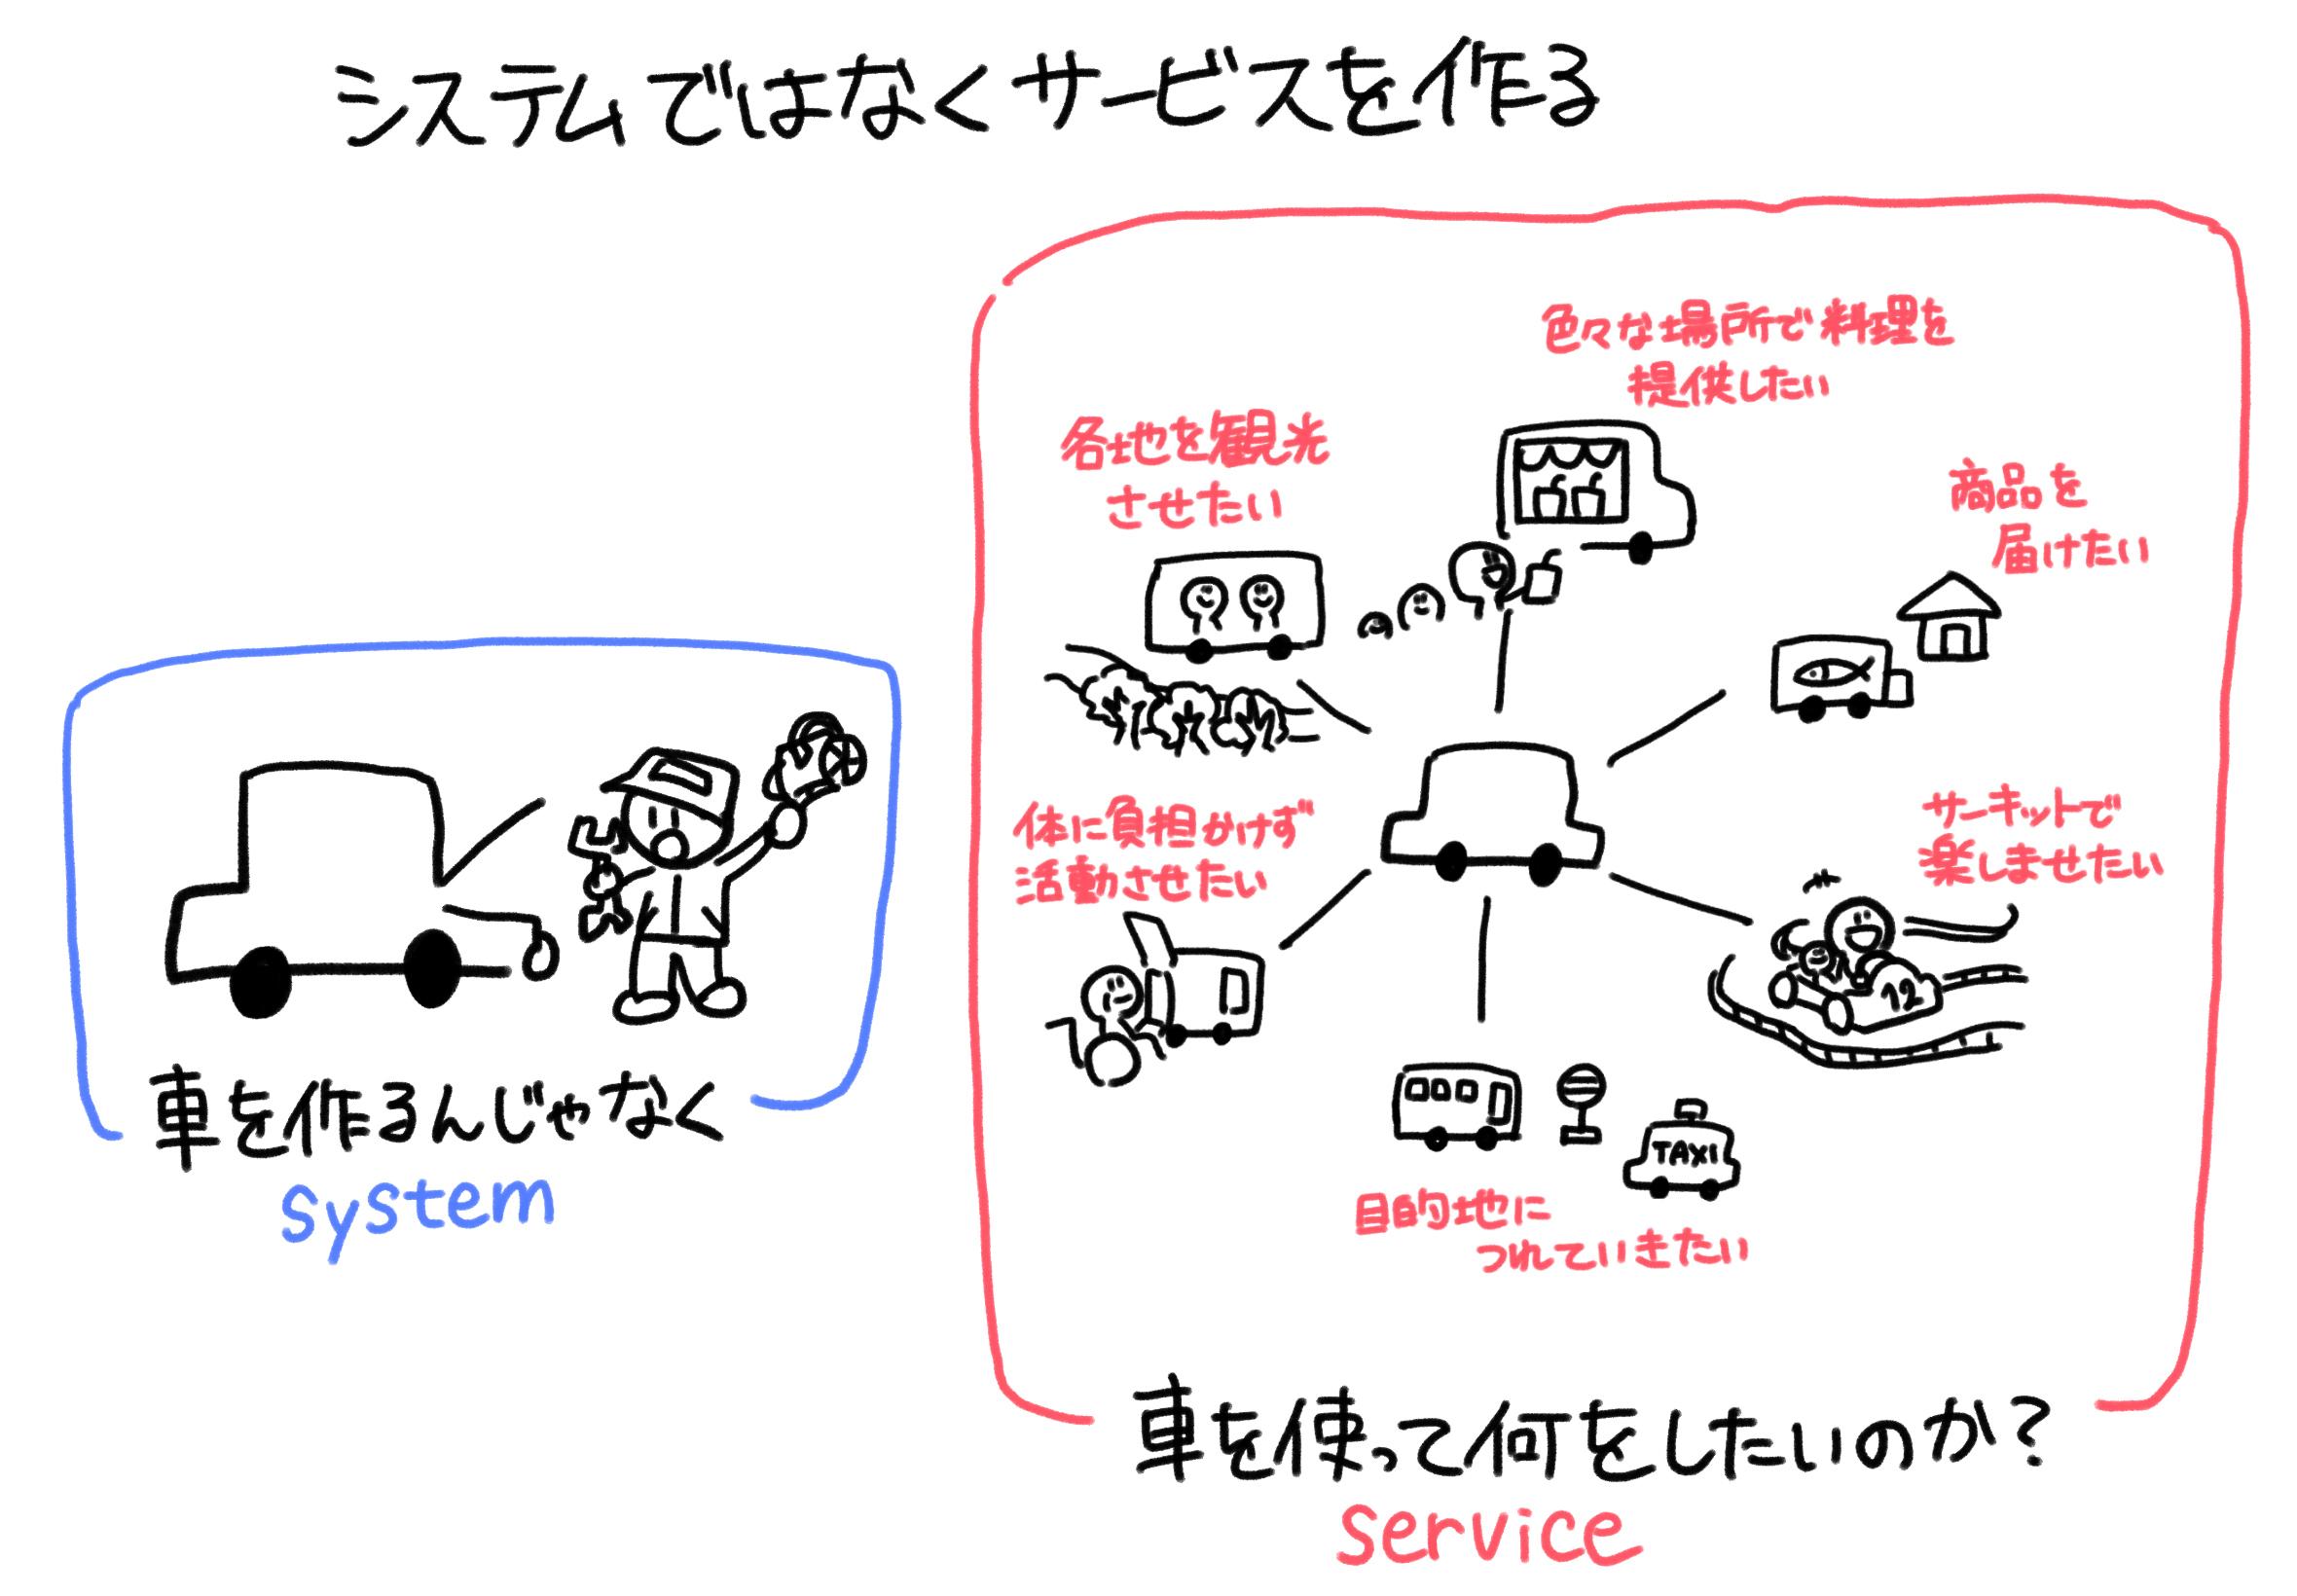 システムではなくサービスを作る
色々な場所で料理を
提供したい
各地を観光
させたい
商品を
届けたい
体に負担かけず
活動させたい
サーキットで
楽しませたい
12
TAXI
目的地に
つれていきたい
車を作るんじゃなく
system
車を使って何をしたいのか？
service